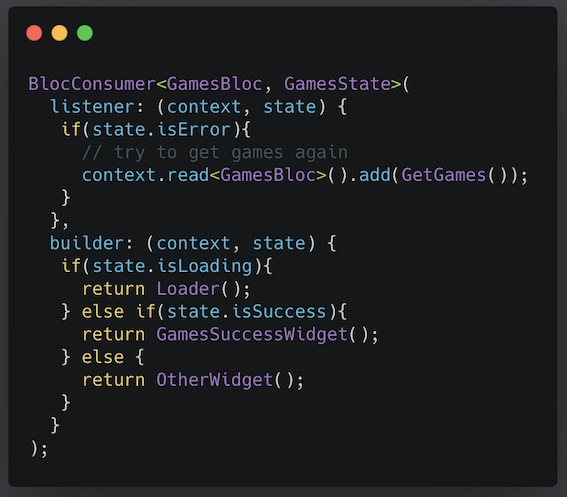 BlocConsumer<GamesBloc, GamesState>(
  listener: (context, state) {
   if(state.isError){
     // try to get games again
     context.read<GamesBloc>().add(GetGames());
   }
  },
  builder: (context, state) {
   if(state.isLoading){
     return Loader();
   } else if(state.isSuccess){
     return GamesSuccessWidget();
   } else {
     return OtherWidget();
   }
  }
);